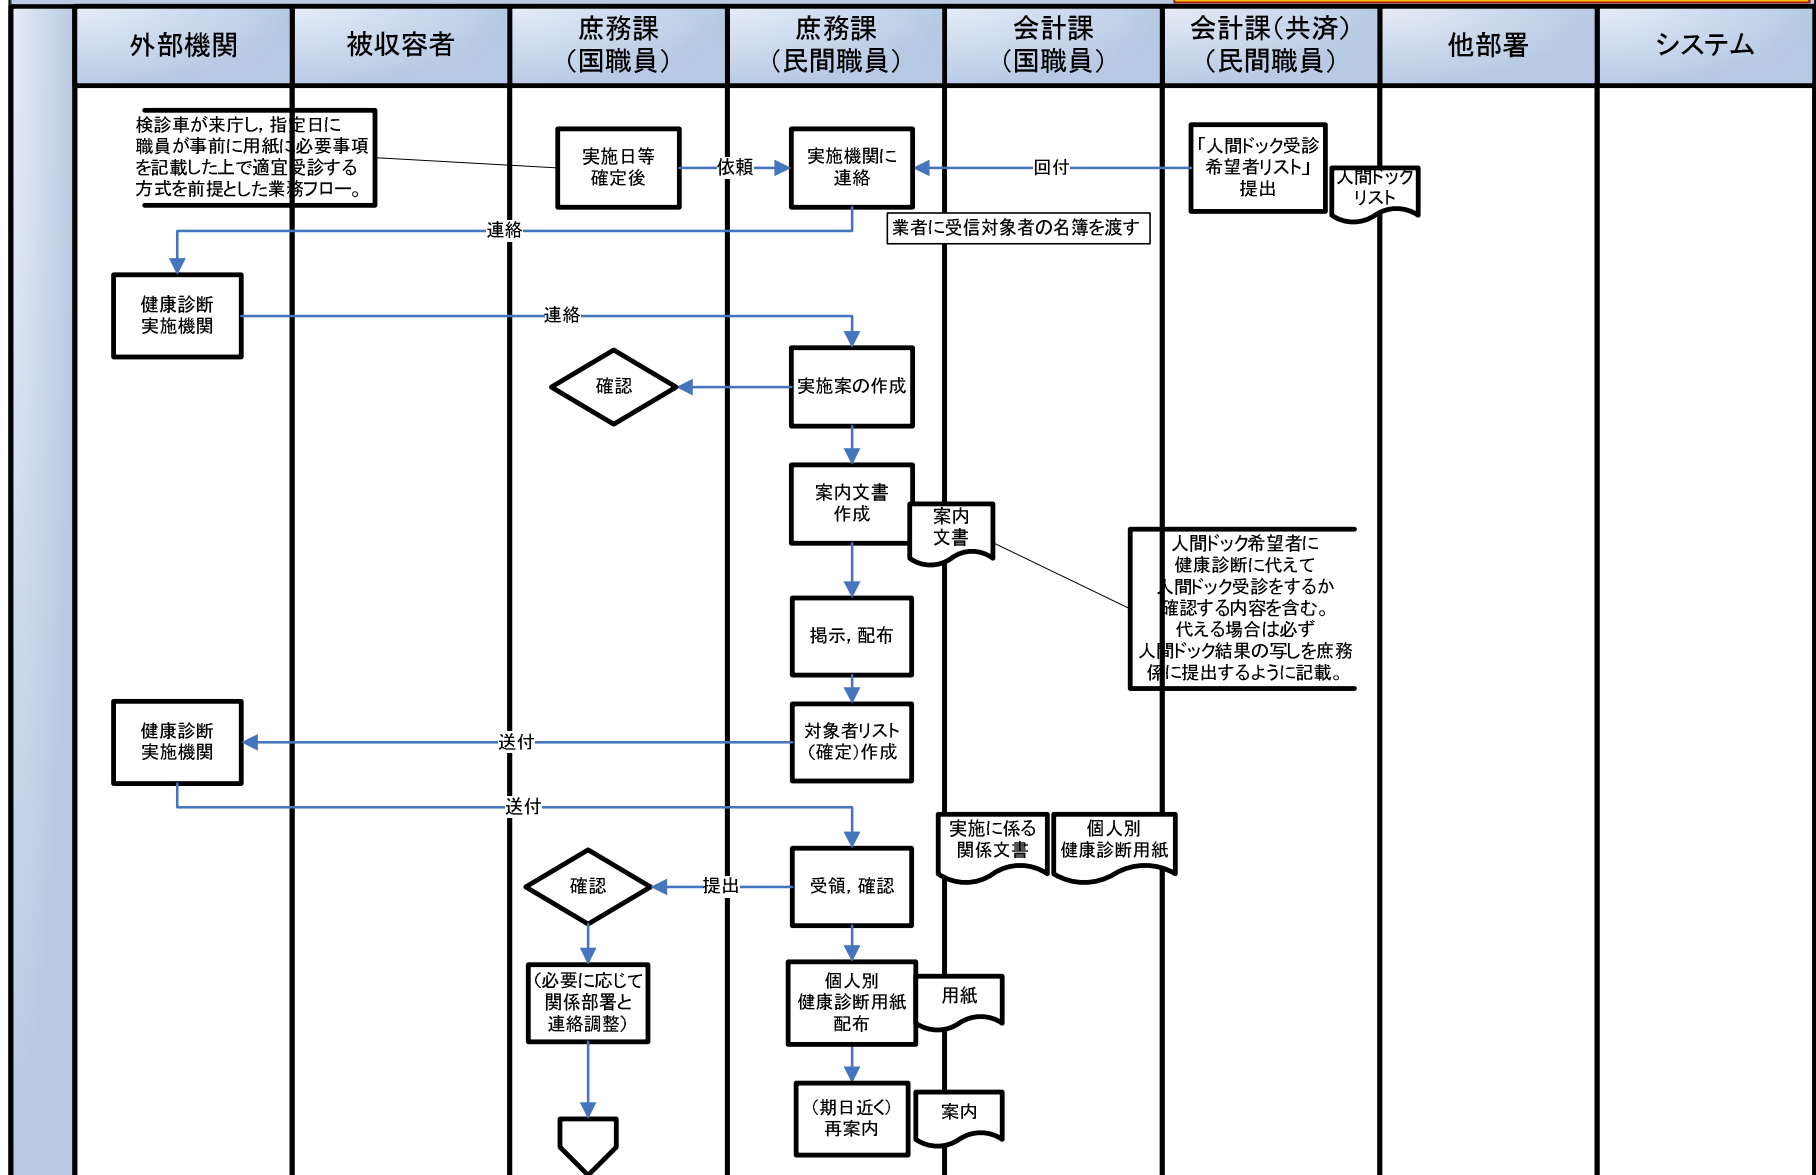 外部機関
被収容者
庶務課
（国職員）
庶務課
（民間職員）
会計課
（国職員）
会計課（共済）
（民間職員）
他部署
システム
検診車が来庁し，指定日に
職員が事前に用紙に必要事項
を記載した上で適宜受診する
方式を前提とした業務フロー。
実施日等
確定後
依頼
実施機関に
連絡
回付
「人間ドック受診
希望者リスト」
提出
人間ドック
リスト
業者に受信対象者の名簿を渡す
連絡
健康診断
実施機関
連絡
確認
実施案の作成
案内文書
作成
案内
文書
人間ドック希望者に
健康診断に代えて
人間ドック受診をするか
確認する内容を含む。
代える場合は必ず
人間ドック結果の写しを庶務
係に提出するように記載。
掲示，配布
健康診断
実施機関
送付
対象者リスト
（確定）作成
送付
実施に係る
関係文書
個人別
健康診断用紙
確認
提出
受領，確認
（必要に応じて
関係部署と
連絡調整）
個人別
健康診断用紙
配布
用紙
（期日近く）
再案内
案内